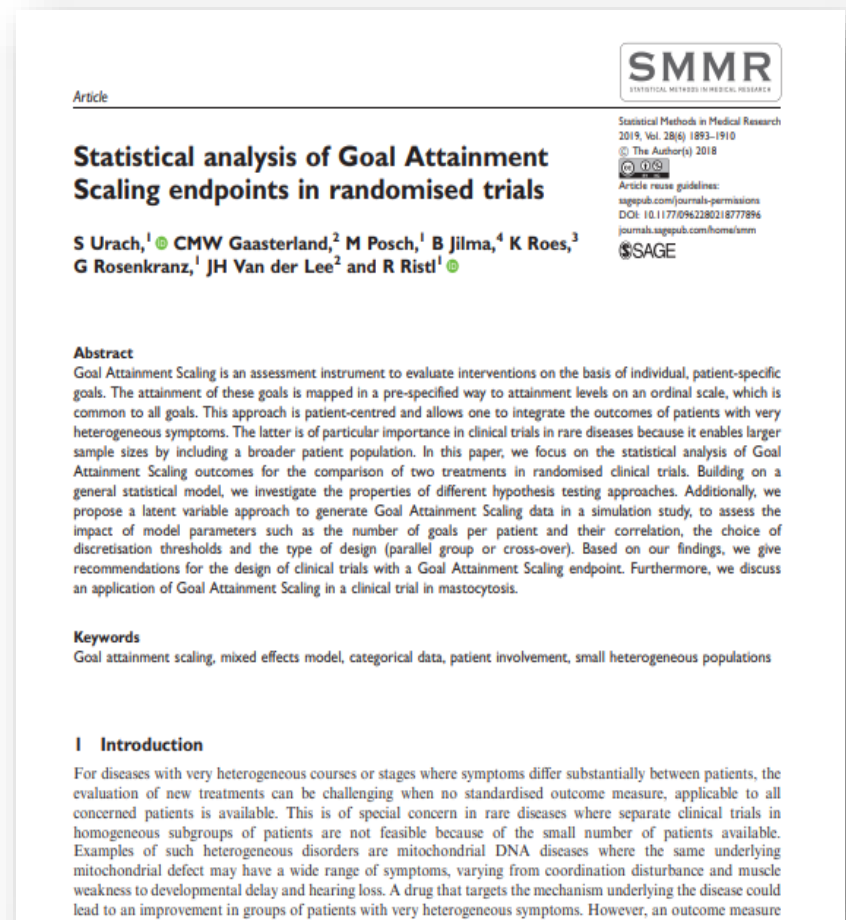 SMMR
STATISTICAL METHODS IN MEDICAL RESEARCH
Article
Statistical Methods in Medical Research
2019, Vol. 28(6) 1893–1910
© The Author(s) 2018
Article reuse guidelines:
sagepub.com/journals-permissions
DOI: 10.1177/0962280218777896
journals.sagepub.com/home/smm
SAGE
Statistical analysis of Goal Attainment
Scaling endpoints in randomised trials
S Urach,1 iD CMW Gaasterland,2 M Posch,1 B Jilma,4 K Roes,3
G Rosenkranz,1 JH Van der Lee2 and R Ristl1 iD
Abstract
Goal Attainment Scaling is an assessment instrument to evaluate interventions on the basis of individual, patient-specific
goals. The attainment of these goals is mapped in a pre-specified way to attainment levels on an ordinal scale, which is
common to all goals. This approach is patient-centred and allows one to integrate the outcomes of patients with very
heterogeneous symptoms. The latter is of particular importance in clinical trials in rare diseases because it enables larger
sample sizes by including a broader patient population. In this paper, we focus on the statistical analysis of Goal
Attainment Scaling outcomes for the comparison of two treatments in randomised clinical trials. Building on a
general statistical model, we investigate the properties of different hypothesis testing approaches. Additionally, we
propose a latent variable approach to generate Goal Attainment Scaling data in a simulation study, to assess the
impact of model parameters such as the number of goals per patient and their correlation, the choice of
discretisation thresholds and the type of design (parallel group or cross-over). Based on our findings, we give
recommendations for the design of clinical trials with a Goal Attainment Scaling endpoint. Furthermore, we discuss
an application of Goal Attainment Scaling in a clinical trial in mastocytosis.
Keywords
Goal attainment scaling, mixed effects model, categorical data, patient involvement, small heterogeneous populations
1 Introduction
For diseases with very heterogeneous courses or stages where symptoms differ substantially between patients, the
evaluation of new treatments can be challenging when no standardised outcome measure, applicable to all
concerned patients is available. This is of special concern in rare diseases where separate clinical trials in
homogeneous subgroups of patients are not feasible because of the small number of patients available.
Examples of such heterogeneous disorders are mitochondrial DNA diseases where the same underlying
mitochondrial defect may have a wide range of symptoms, varying from coordination disturbance and muscle
weakness to developmental delay and hearing loss. A drug that targets the mechanism underlying the disease could
lead to an improvement in groups of patients with very heterogeneous symptoms. However, an outcome measure